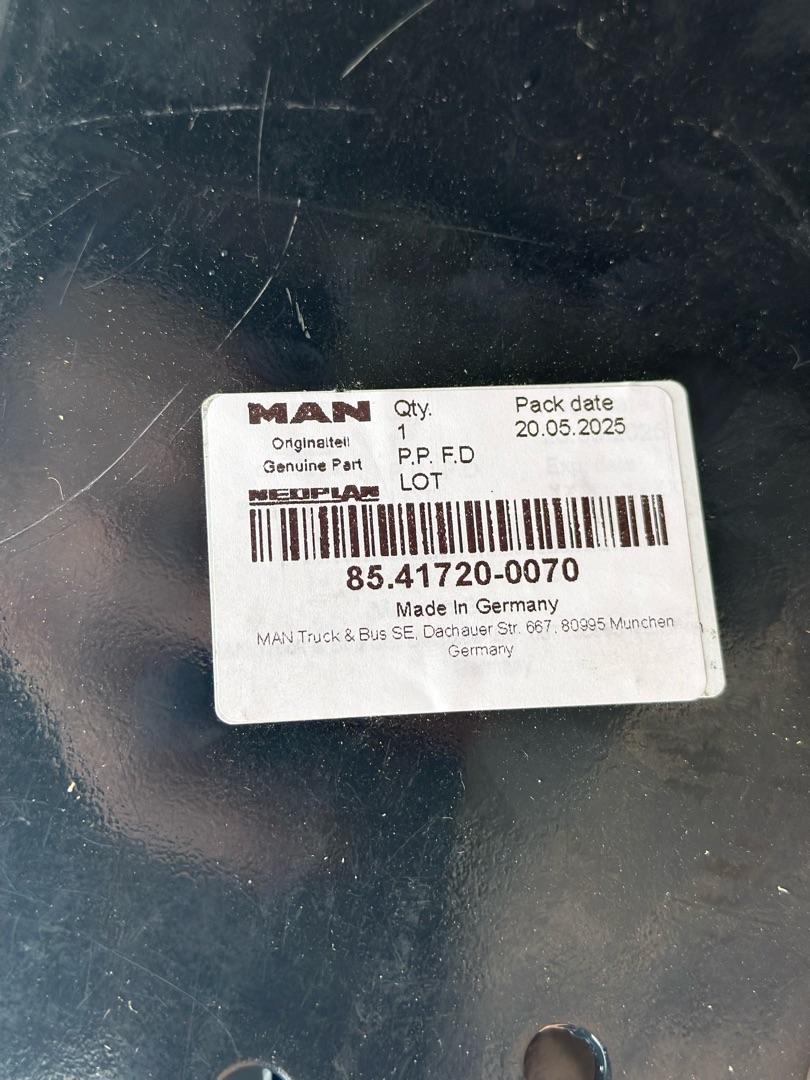 MAN
Originalteil
Genuine Part
NEOPLAN
Qty.
1
P.P. F.D
LOT
Pack date
20.05.2025
85.41720-0070
Made In Germany
MAN Truck & Bus SE, Dachauer Str. 667, 80995 Munchen
Germany